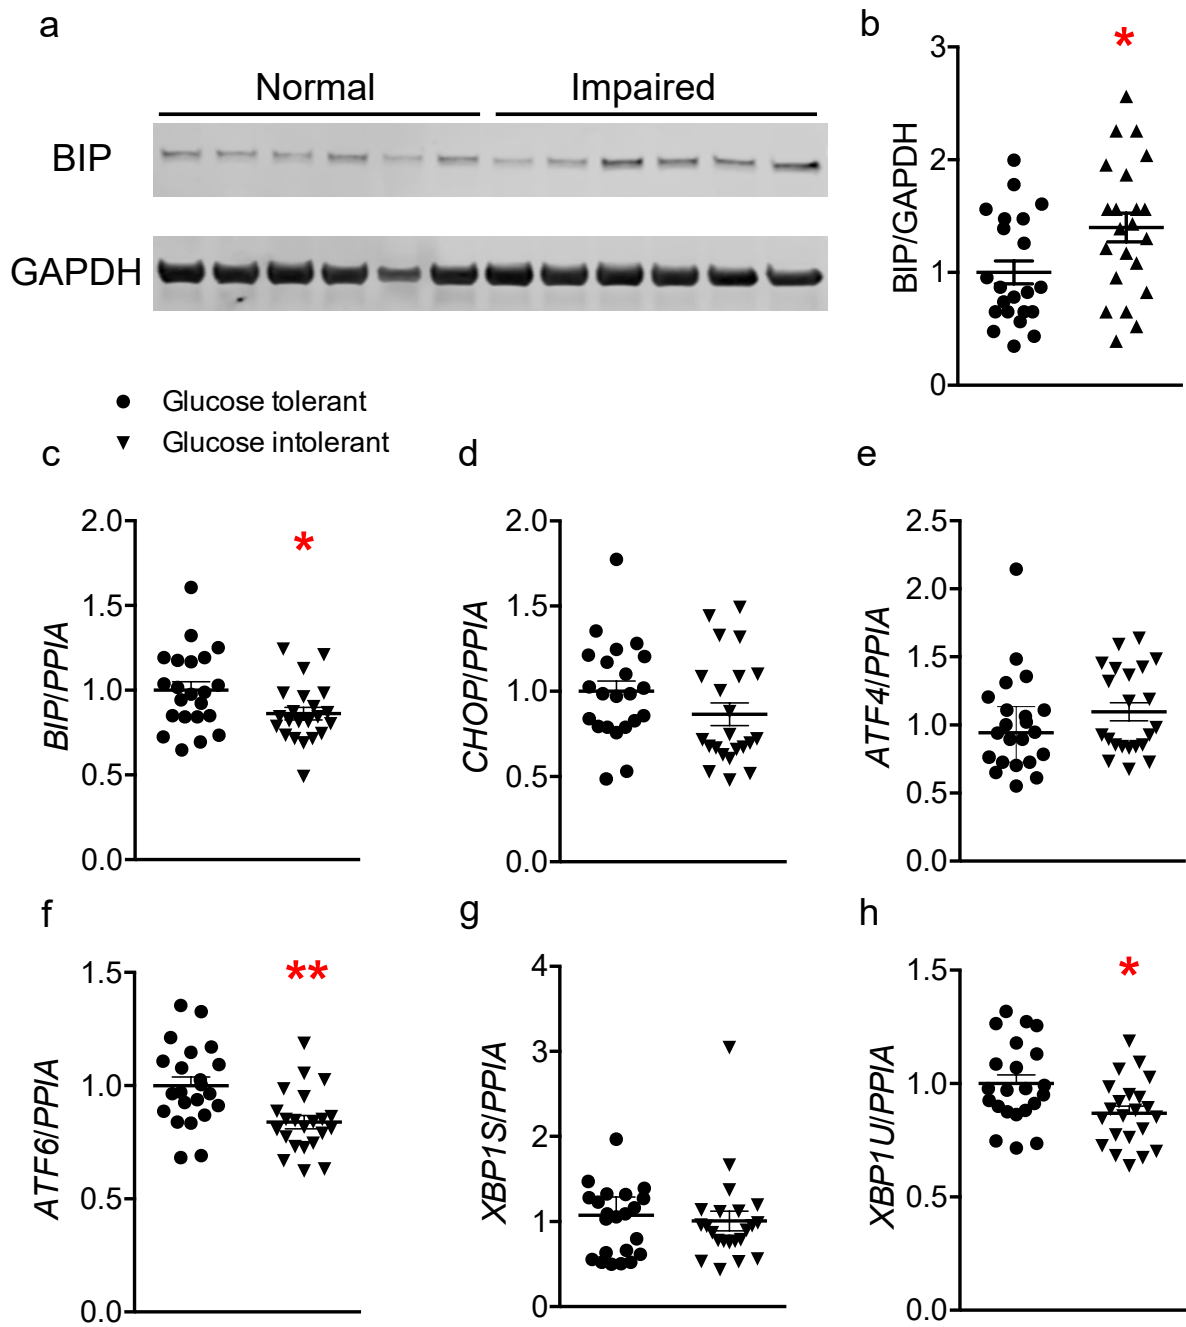 a
Normal Impaired
BIP
GAPDH
b
*
BIP/GAPDH
3
2
1
0
Glucose tolerant
Glucose intolerant
c
*
BIP/PPIA
2.0
1.5
1.0
0.5
0.0
d
CHOP/PPIA
2.0
1.5
1.0
0.5
0.0
e
ATF4/PPIA
2.5
2.0
1.5
1.0
0.5
0.0
f
**
ATF6/PPIA
1.5
1.0
0.5
0.0
g
XBP1S/PPIA
4
3
2
1
0
h
*
XBP1U/PPIA
1.5
1.0
0.5
0.0